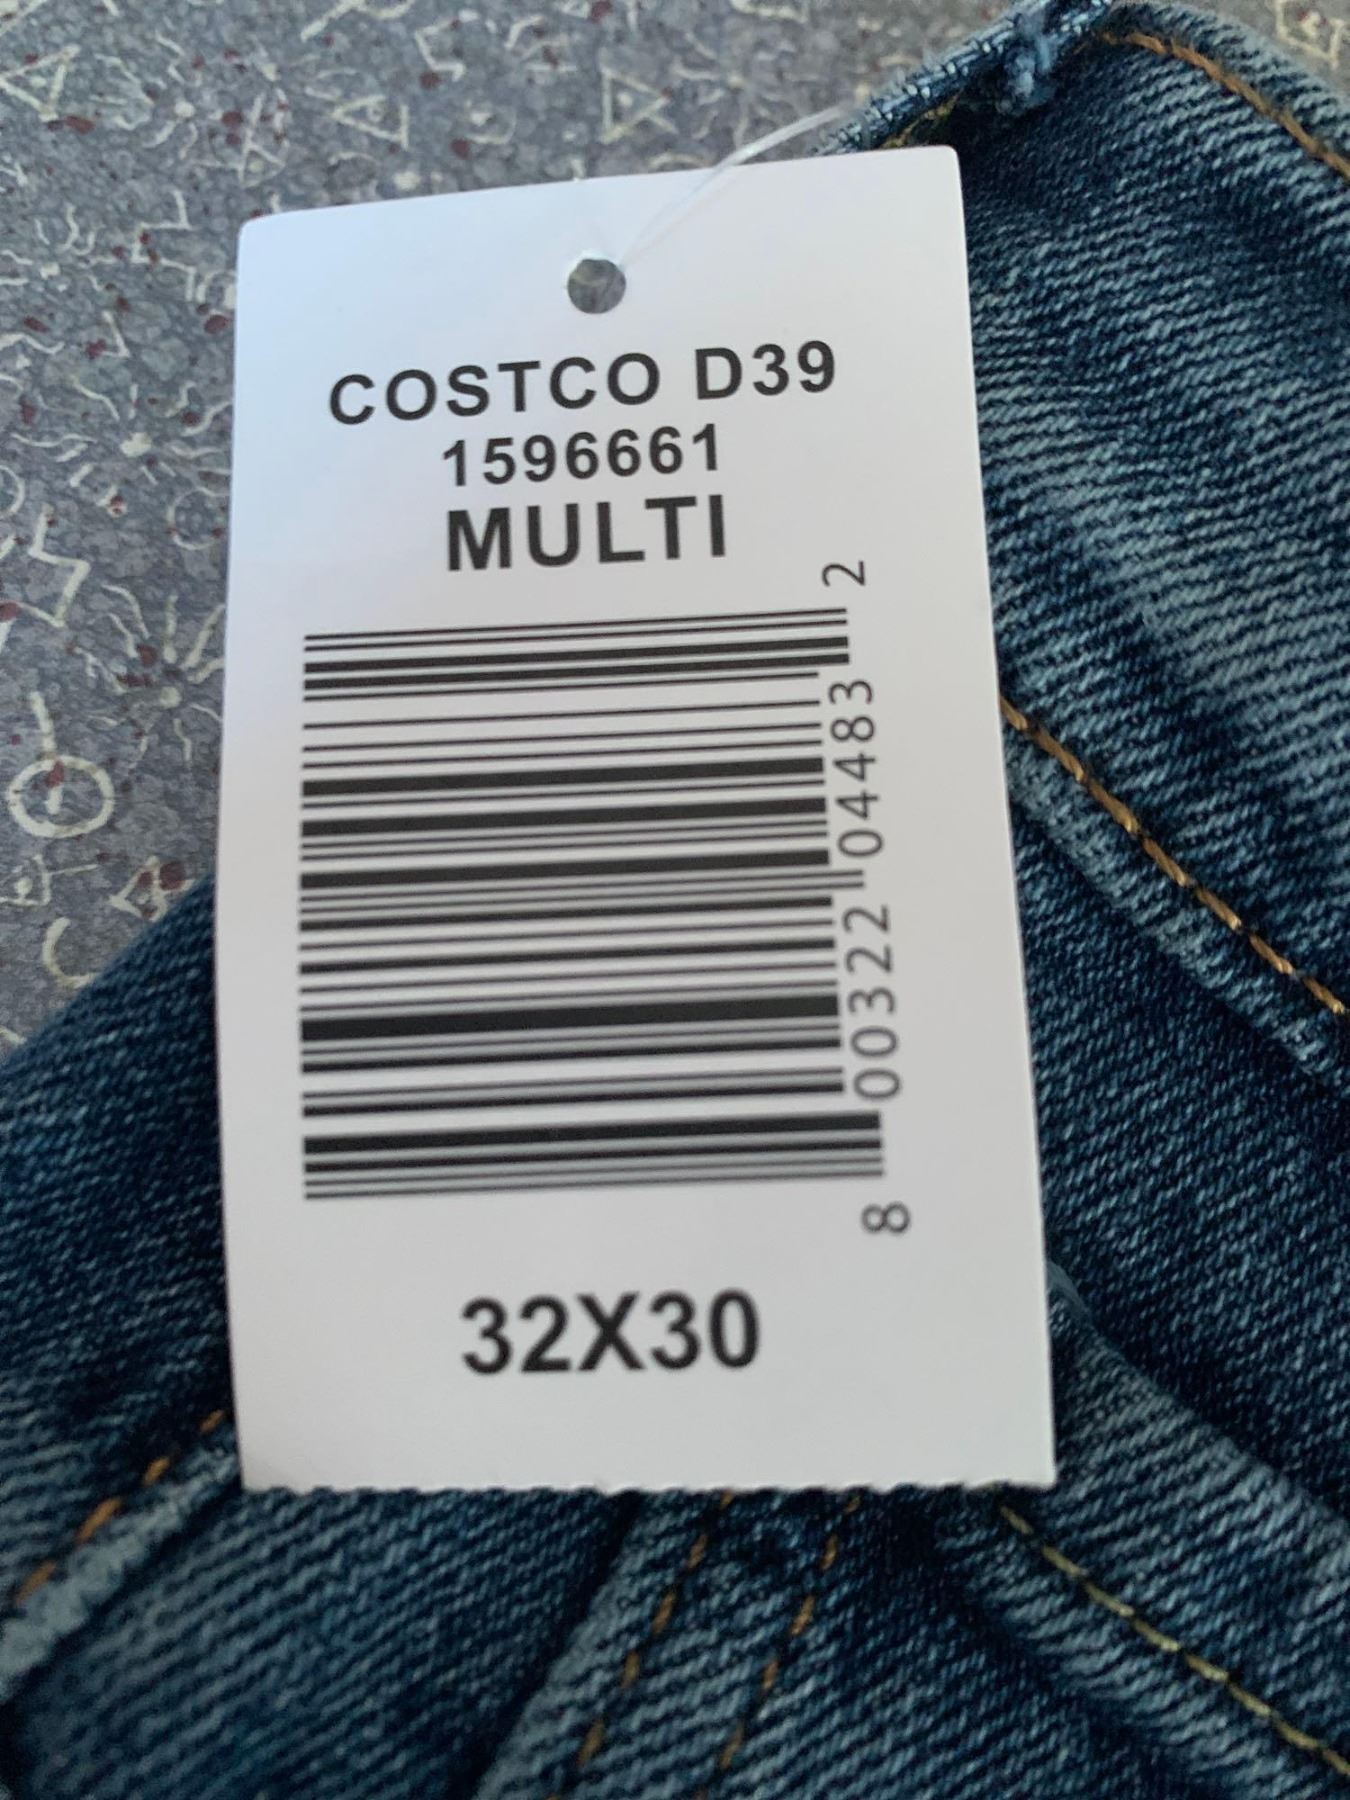 COSTCO D39
1596661
MULTI
8 00322 04483 2
32X30